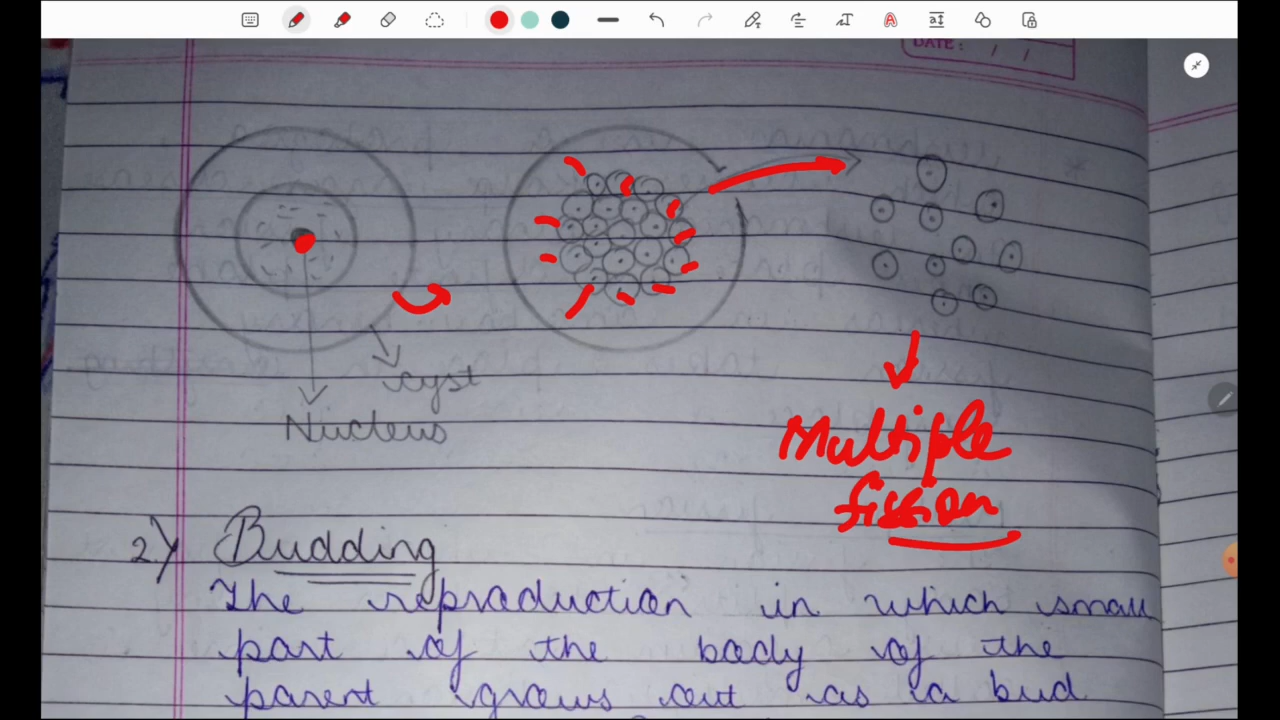 DATE: / /
cyst
Nucleus
Multiple
fission
2.) Budding
The reproduction in which small
part of the body of the
parent grows out as a bud